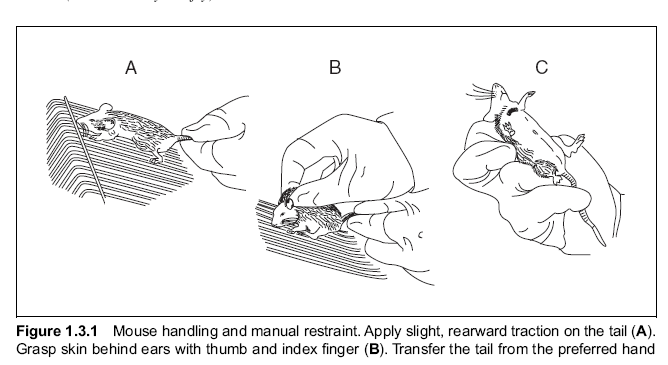 A
B
C
Figure 1.3.1 Mouse handling and manual restraint. Apply slight, rearward traction on the tail (A).
Grasp skin behind ears with thumb and index finger (B). Transfer the tail from the preferred hand